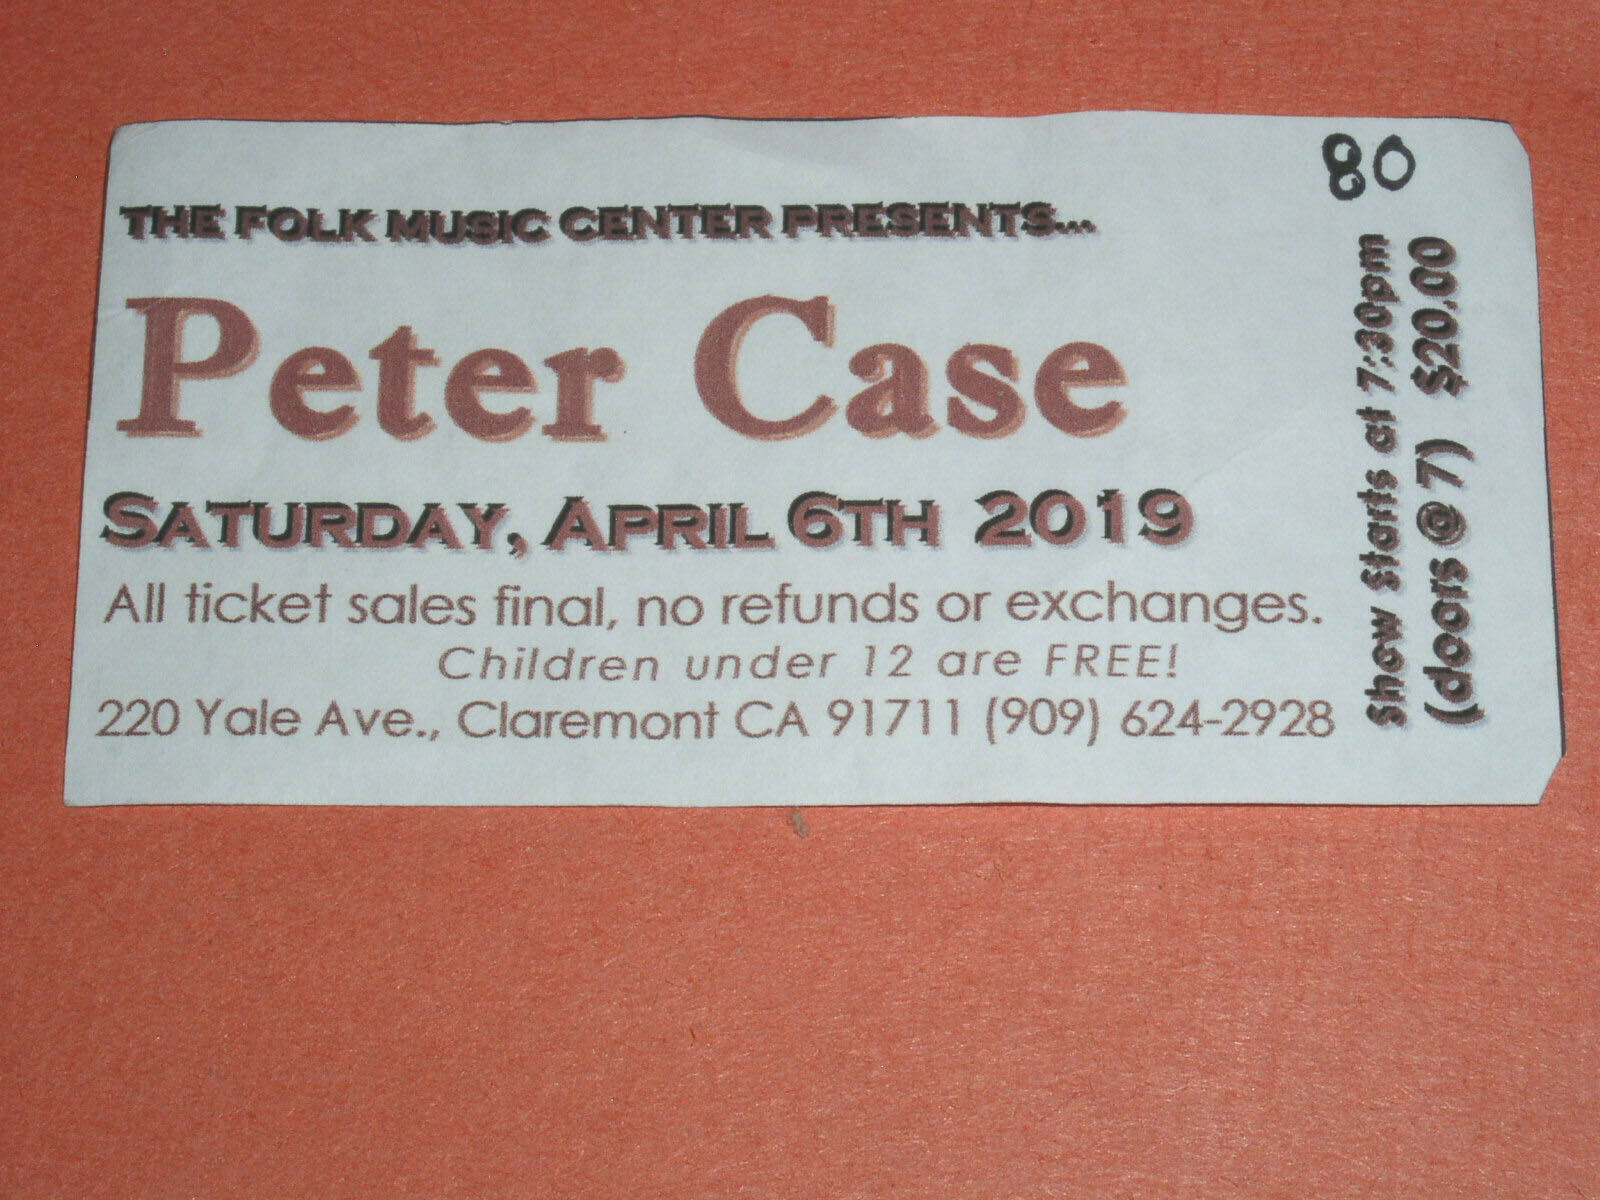 80
THE FOLK MUSIC CENTER PRESENTS...
Peter Case
SATURDAY, APRIL 6TH 2019
All ticket sales final, no refunds or exchanges.
Children under 12 are FREE!
220 Yale Ave., Claremont CA 91711 (909) 624-2928
Show Starts at 7:30pm
(doors @ 7) $20.00